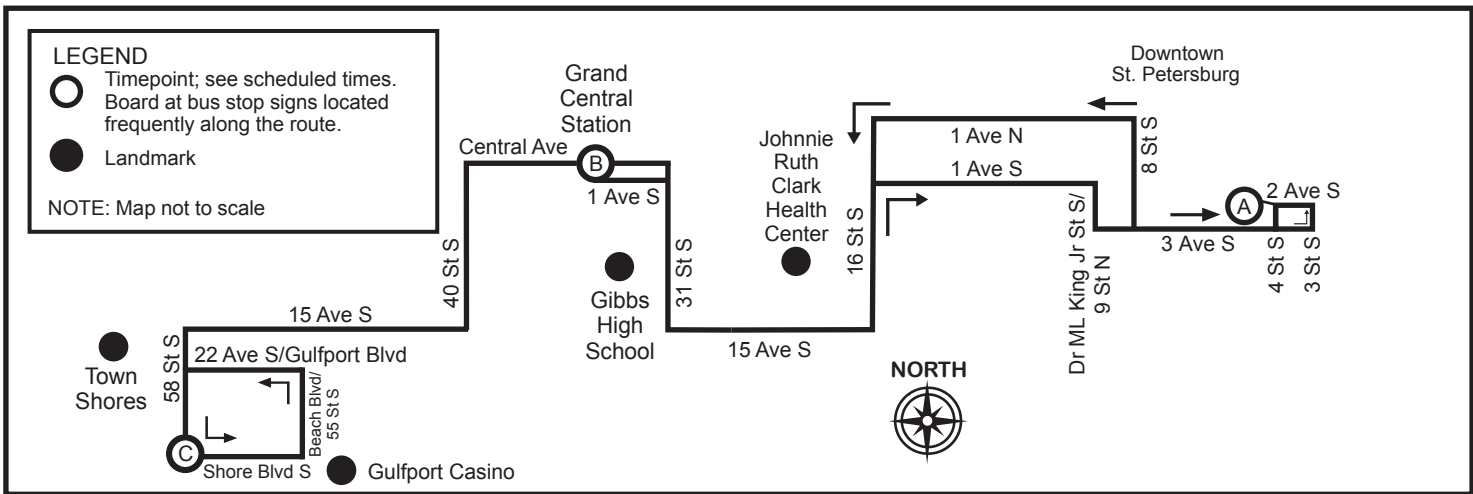 LEGEND
Timepoint; see scheduled times.
Board at bus stop signs located
frequently along the route.
Landmark
NOTE: Map not to scale
Grand
Central
Station
Central Ave
B
1 Ave S
40 St S
31 St S
Gibbs
High
School
15 Ave S
15 Ave S
Johnnie
Ruth
Clark
Health
Center
16 St S
1 Ave N
1 Ave S
Downtown
St. Petersburg
8 St S
Dr ML King Jr St S/
9 St N
3 Ave S
A
2 Ave S
4 St S
3 St S
Town
Shores
58 St S
22 Ave S/Gulfport Blvd
Beach Blvd/
55 St S
C
Shore Blvd S
Gulfport Casino
NORTH